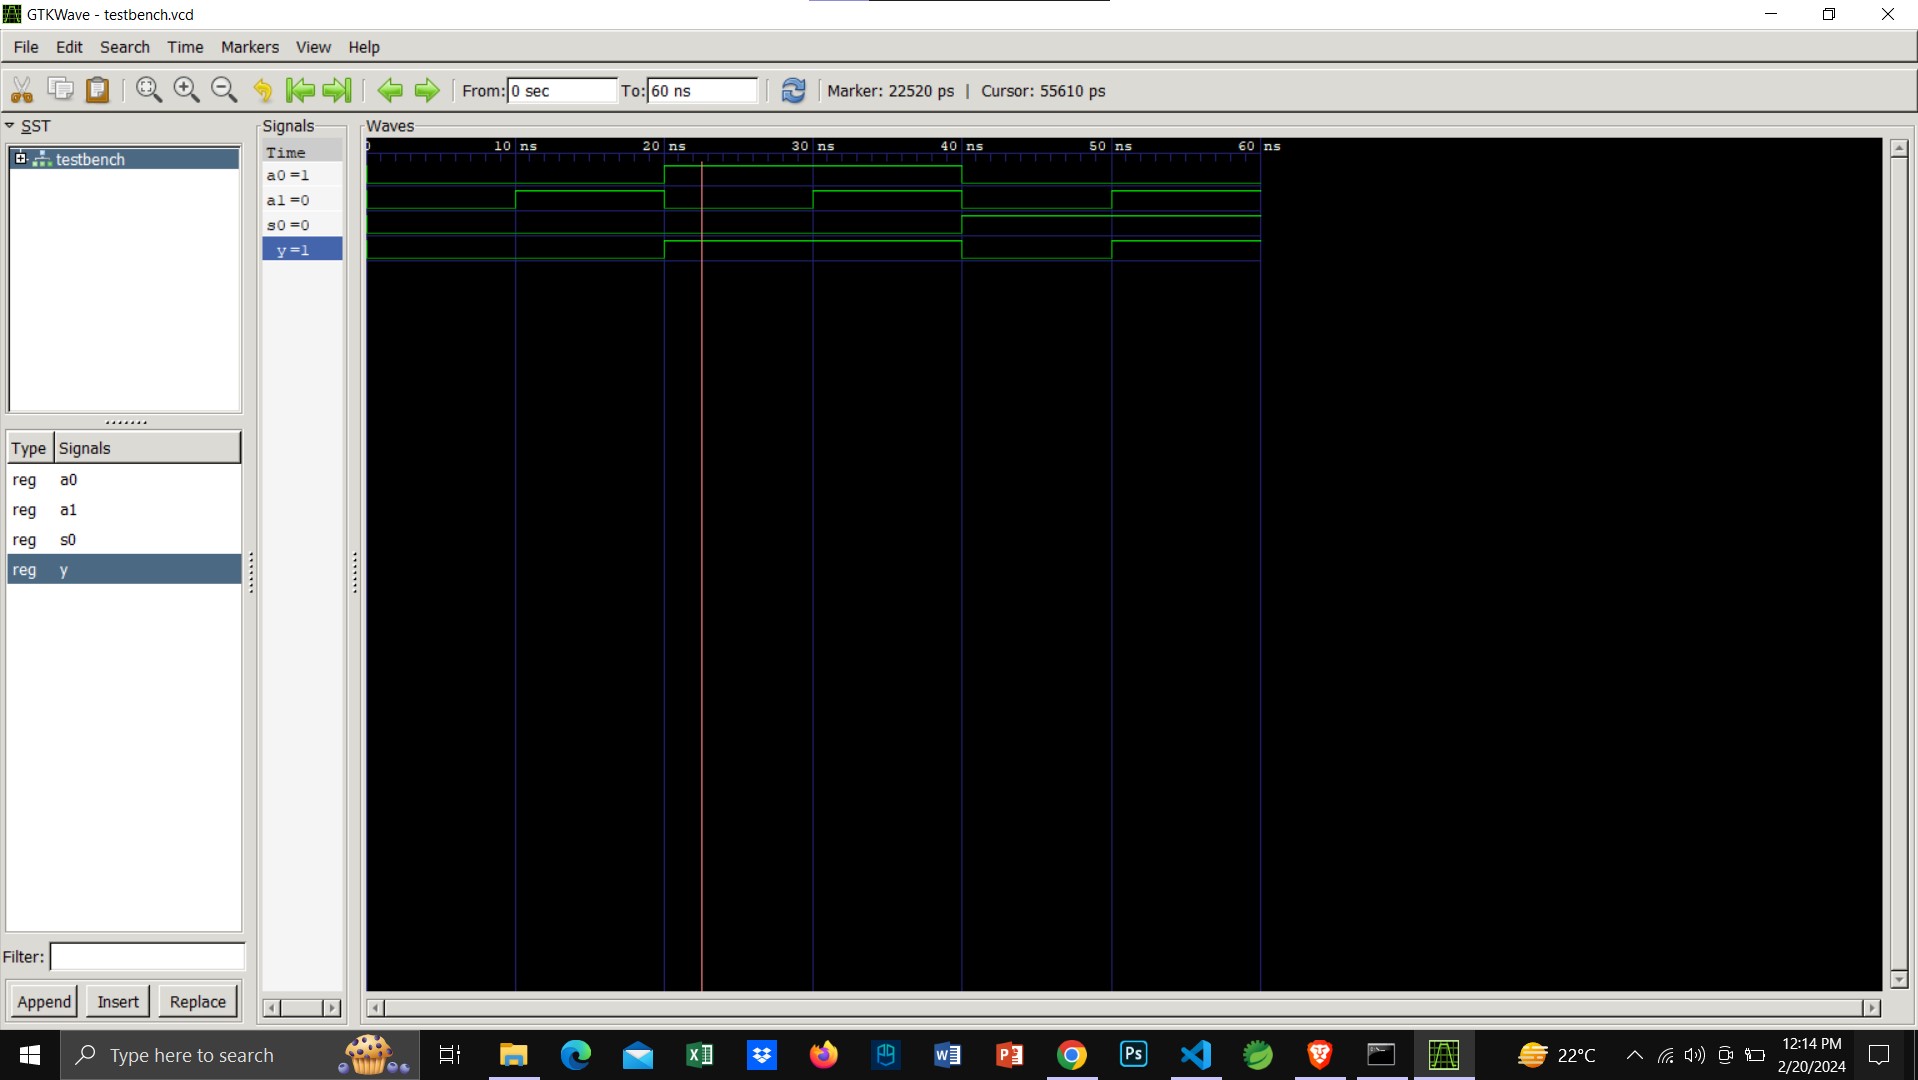 GTKWave - testbench.vcd
File Edit Search Time Markers View Help
From: 0 sec To: 60 ns Marker: 22520 ps | Cursor: 55610 ps
SST
testbench
Type Signals
reg a0
reg a1
reg s0
reg y
Filter:
Append Insert Replace
Signals
Time
a0 =1
a1 =0
s0 =0
y =1
Waves
0 10 ns 20 ns 30 ns 40 ns 50 ns 60 ns
Type here to search
22°C
12:14 PM
2/20/2024